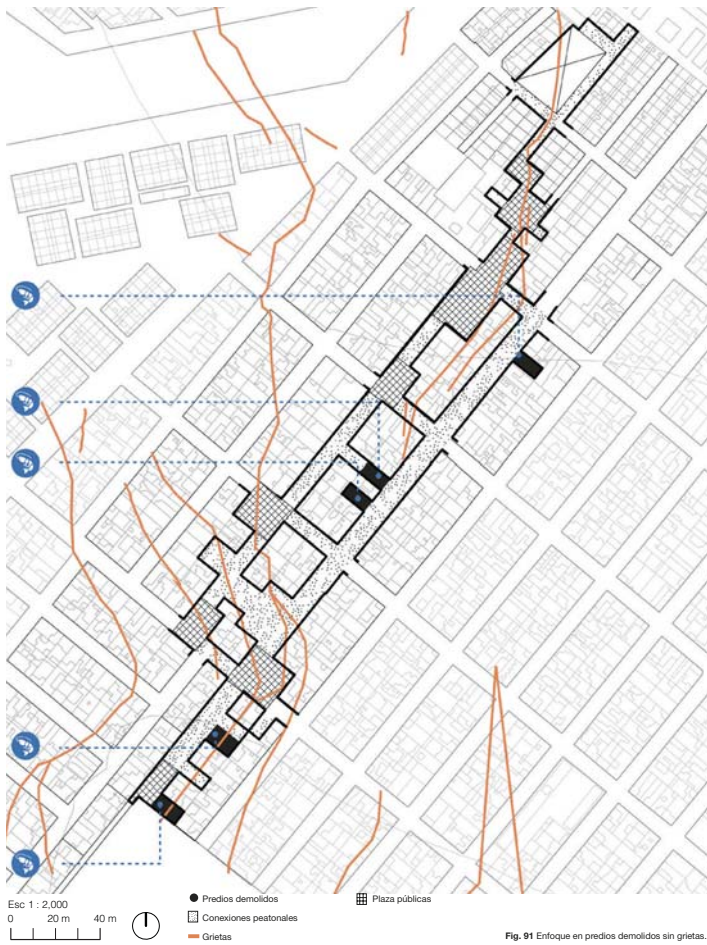 Esc 1 : 2,000
0 20 m 40 m
Predios demolidos
Conexiones peatonales
Grietas
Plaza públicas
Fig. 91 Enfoque en predios demolidos sin grietas.